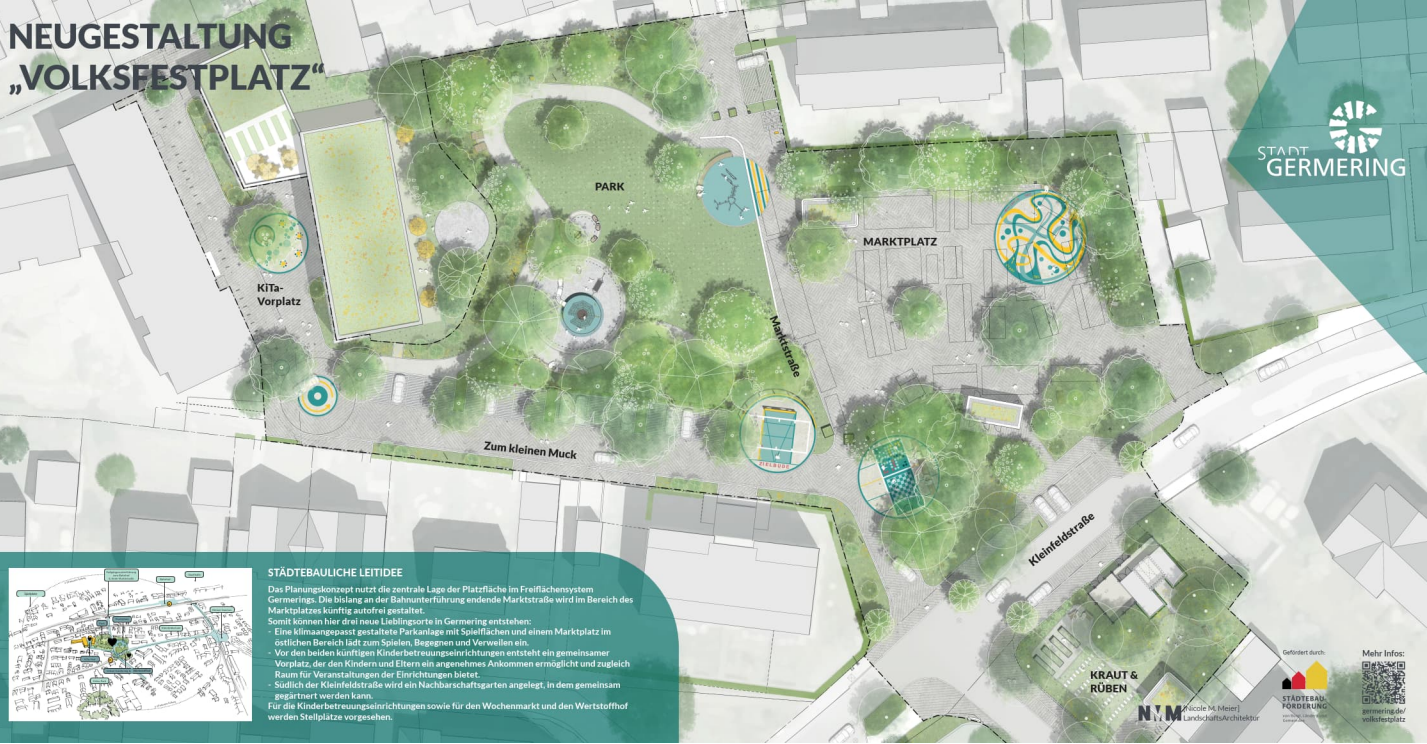 NEUGESTALTUNG
„VOLKSFESTPLATZ“
STADT
GERMERING
PARK
MARKTPLATZ
KiTa-
Vorplatz
Marktstraße
Zum kleinen Muck
ZIELBUDE
Kleinfeldstraße
KRAUT &
RÜBEN
STÄDTEBAULICHE LEITIDEE
Das Planungskonzept nutzt die zentrale Lage der Platzfläche im Freiflächensystem
Germerings. Die bislang an der Bahnunterführung endende Marktstraße wird im Bereich des
Marktplatzes künftig autofrei gestaltet.
Somit können hier drei neue Lieblingsorte in Germering entstehen:
- Eine klimaangepasst gestaltete Parkanlage mit Spielflächen und einem Marktplatz im
östlichen Bereich lädt zum Spielen, Begegnen und Verweilen ein.
- Vor den beiden künftigen Kinderbetreuungseinrichtungen entsteht ein gemeinsamer
Vorplatz, der den Kindern und Eltern ein angenehmes Ankommen ermöglicht und zugleich
Raum für Veranstaltungen der Einrichtungen bietet.
- Südlich der Kleinfeldstraße wird ein Nachbarschaftsgarten angelegt, in dem gemeinsam
gegärtnert werden kann.
Für die Kinderbetreuungseinrichtungen sowie für den Wochenmarkt und den Wertstoffhof
werden Stellplätze vorgesehen.
NMM [Nicole M. Meier]
LandschaftsArchitektur
Gefördert durch:
STÄDTEBAU-
FÖRDERUNG
Mehr Infos:
germering.de/
volksfestplatz